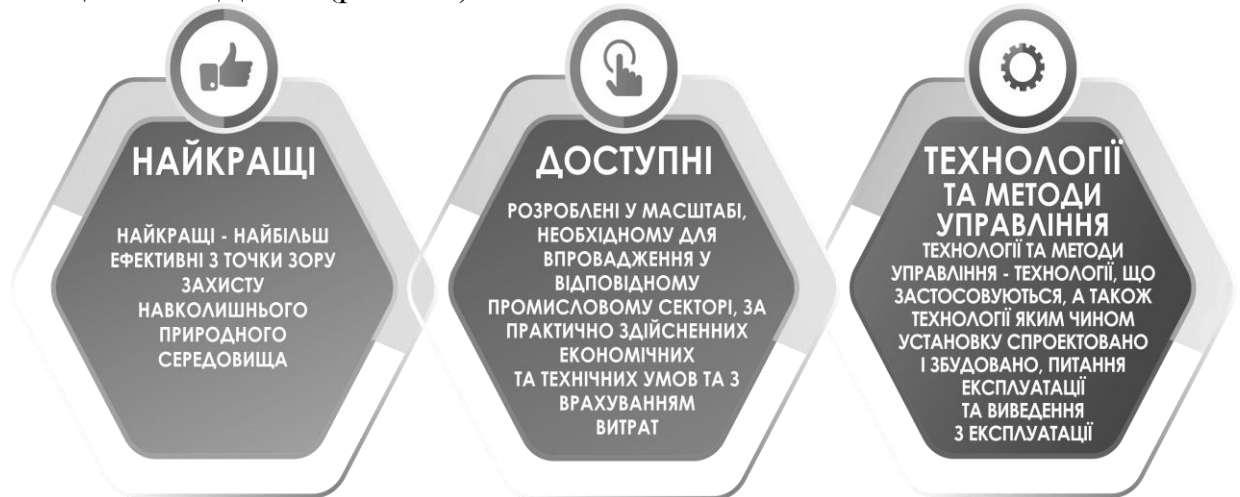 НАЙКРАЩІ
НАЙКРАЩІ - НАЙБІЛЬШ
ЕФЕКТИВНІ З ТОЧКИ ЗОРУ
ЗАХИСТУ
НАВКОЛИШНЬОГО
ПРИРОДНОГО
СЕРЕДОВИЩА
ДОСТУПНІ
РОЗРОБЛЕНІ У МАСШТАБІ,
НЕОБХІДНОМУ ДЛЯ
ВПРОВАДЖЕННЯ У
ВІДПОВІДНОМУ
ПРОМИСЛОВОМУ СЕКТОРІ, ЗА
ПРАКТИЧНО ЗДІЙСНЕННИХ
ЕКОНОМІЧНИХ
ТА ТЕХНІЧНИХ УМОВ ТА З
ВРАХУВАННЯМ
ВИТРАТ
ТЕХНОЛОГІЇ
ТА МЕТОДИ
УПРАВЛІННЯ
ТЕХНОЛОГІЇ ТА МЕТОДИ
УПРАВЛІННЯ - ТЕХНОЛОГІЇ, ЩО
ЗАСТОСОВУЮТЬСЯ, А ТАКОЖ
ТЕХНОЛОГІЇ ЯКИМ ЧИНОМ
УСТАНОВКУ СПРОЕКТОВАНО
І ЗБУДОВАНО, ПИТАННЯ
ЕКСПЛУАТАЦІЇ
ТА ВИВЕДЕННЯ
З ЕКСПЛУАТАЦІЇ